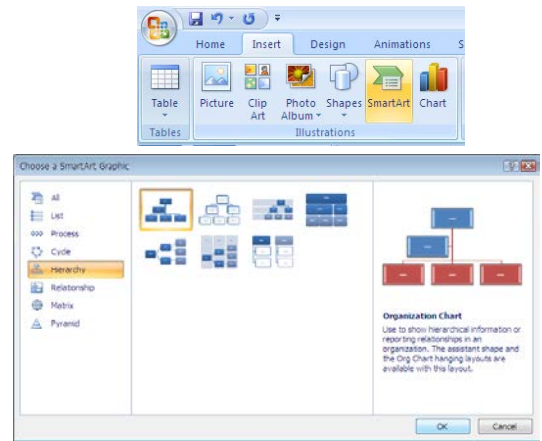 Home Insert Design Animations S
Table Picture Clip Art Photo Album Shapes SmartArt Chart
Tables Illustrations
Choose a SmartArt Graphic
All
List
Process
Cycle
Hierarchy
Relationship
Matrix
Pyramid
Organization Chart
Use to show hierarchical information or
reporting relationships in an
organization. The assistant shape and
the Org Chart hanging layouts are
available with this layout.
OK Cancel